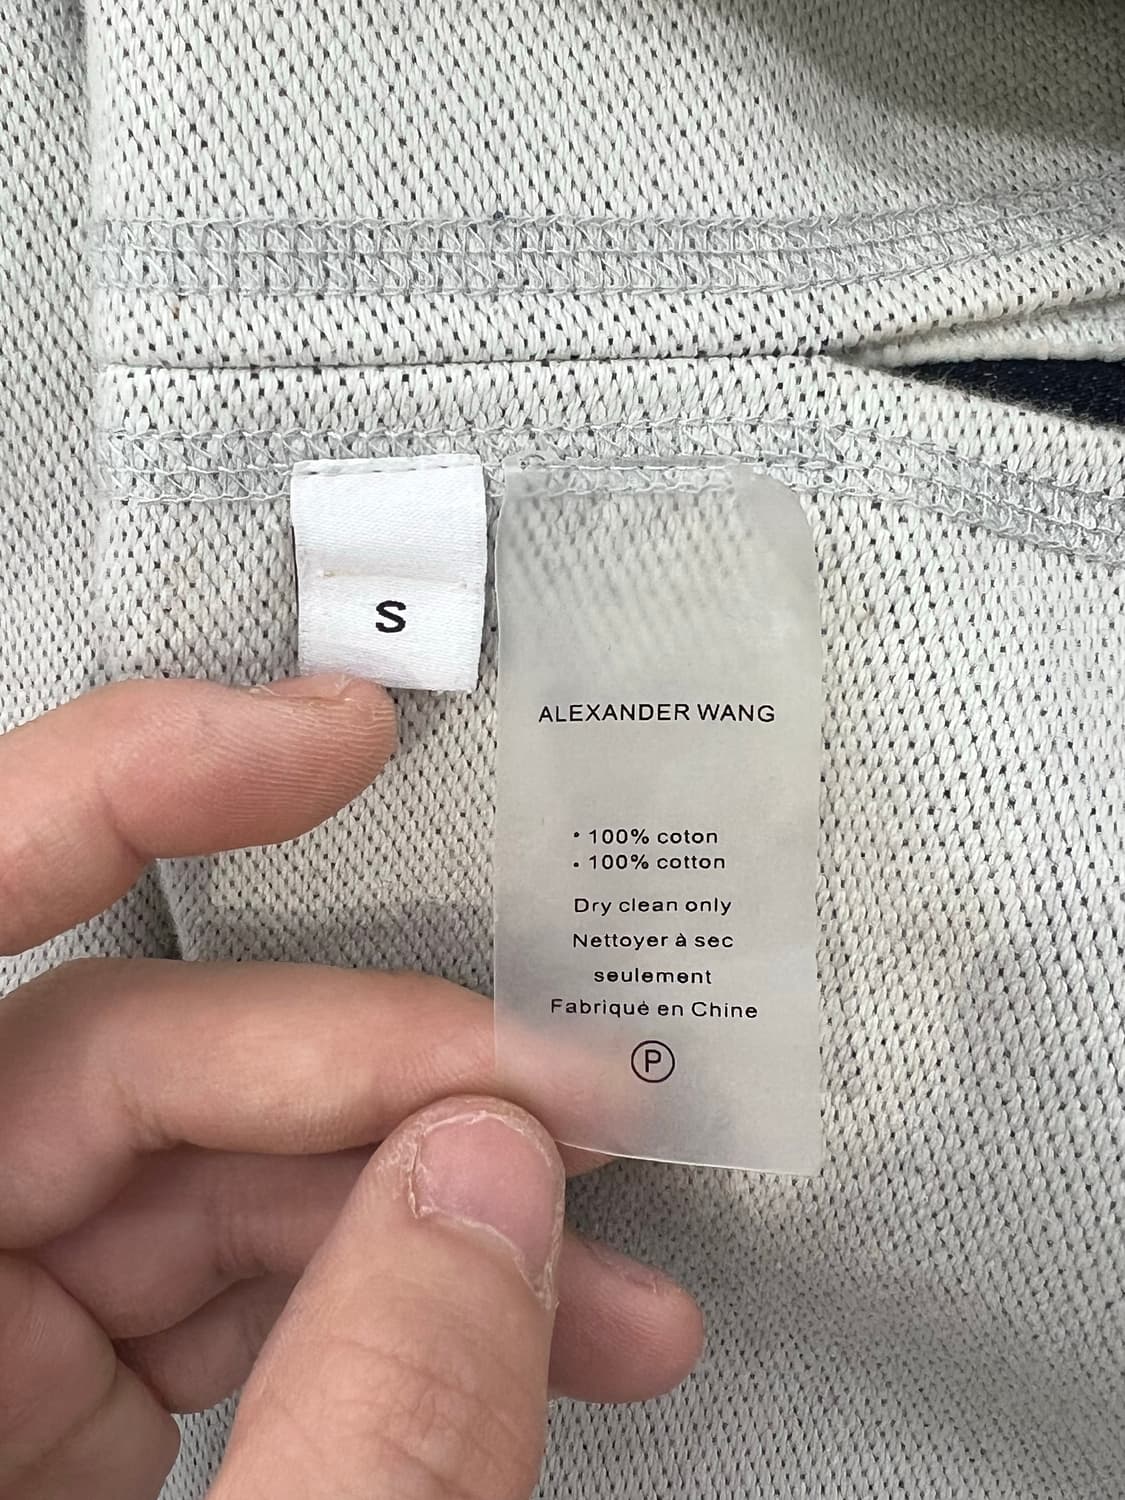 S
ALEXANDER WANG
• 100% coton
• 100% cotton
Dry clean only
Nettoyer à sec
seulement
Fabriqué en Chine
P